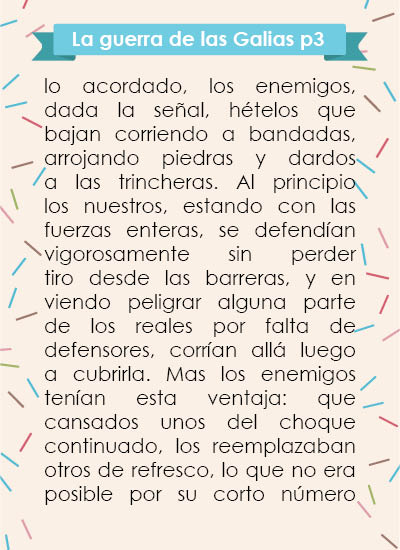 La guerra de las Galias p3
lo acordado, los enemigos,
dada la señal, hételos que
bajan corriendo a bandadas,
arrojando piedras y dardos
a las trincheras. Al principio
los nuestros, estando con las
fuerzas enteras, se defendían
vigorosamente sin perder
tiro desde las barreras, y en
viendo peligrar alguna parte
de los reales por falta de
defensores, corrían allá luego
a cubrirla. Mas los enemigos
tenían esta ventaja: que
cansados unos del choque
continuado, los reemplazaban
otros de refresco, lo que no era
posible por su corto número